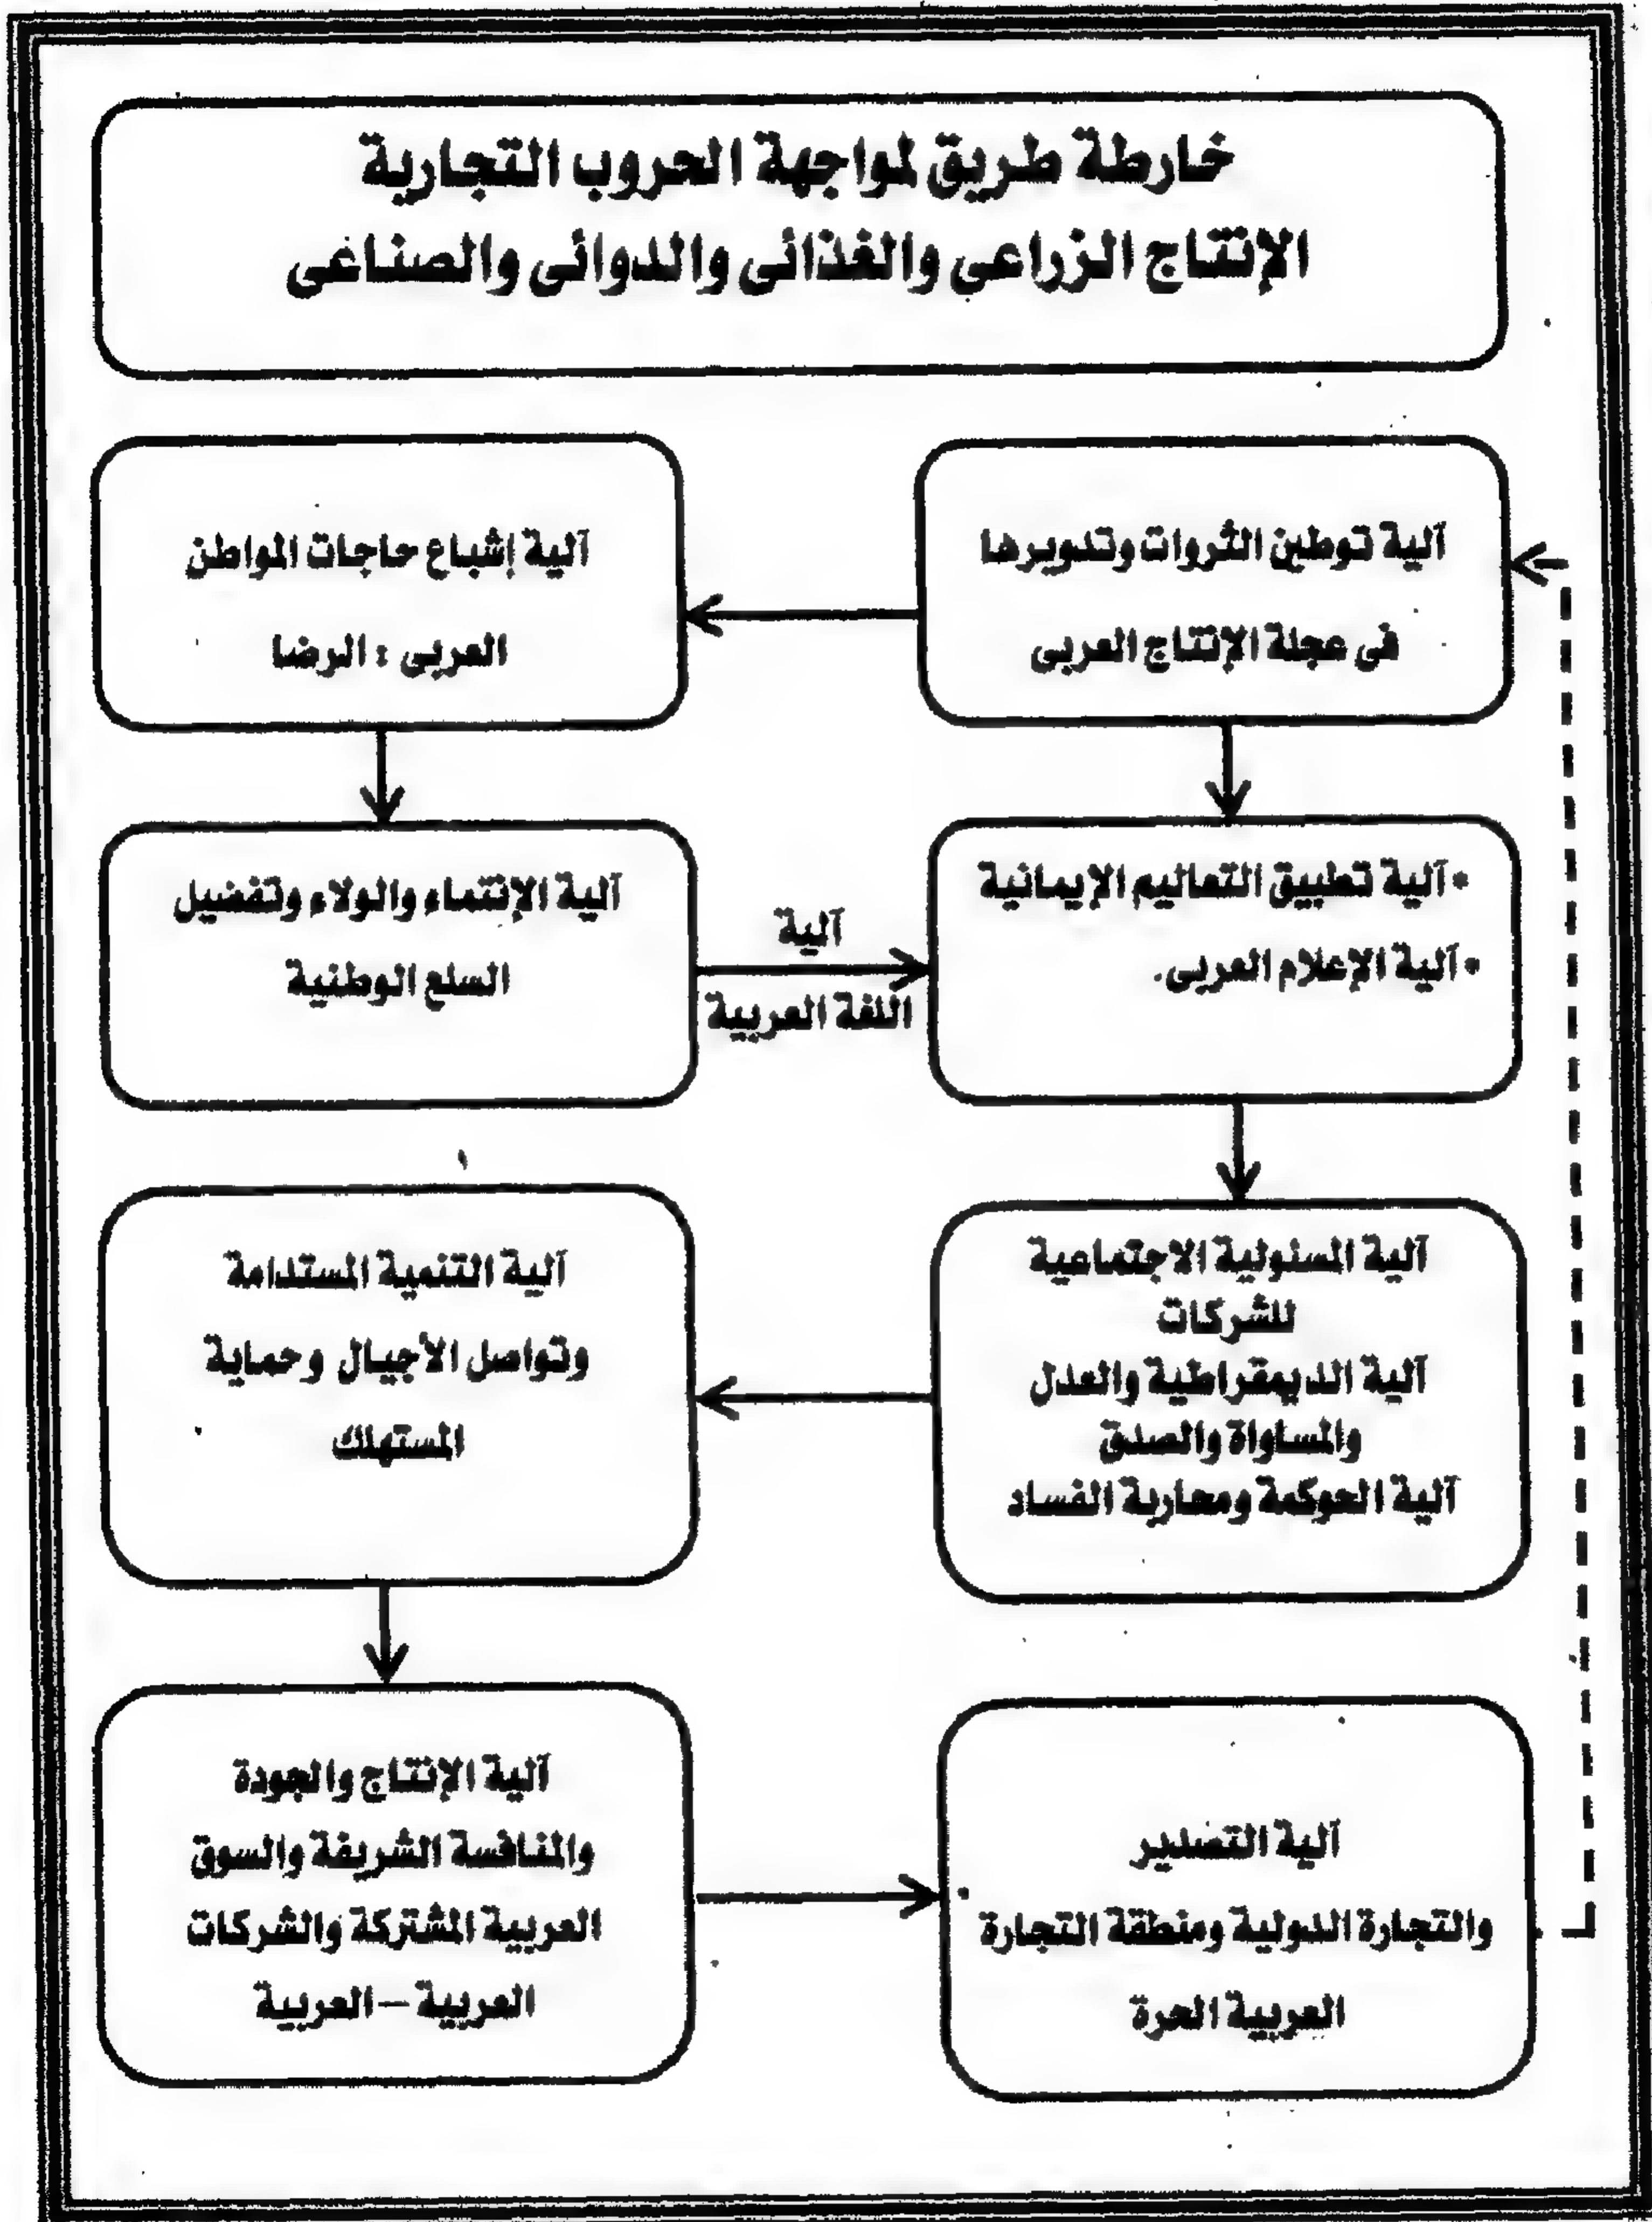 خارطة طريق لمواجهة الحروب التجارية
الإنتاج الزراعى والغذائى والدوائى والصناعى
آلية توطين الثروات وتدويرها
فى عجلة الإنتاج العربى
آلية إشباع حاجات المواطن
العربى : الرضا
• آلية تطبيق التعاليم الإيمانية
• آلية الإعلام العربى.
آلية
اللغة العربية
آلية الإنتماء والولاء وتفضيل
السلع الوطنية
آلية المسئولية الاجتماعية
للشركات
آلية الديمقراطية والعدل
والمساواة والصدق
آلية الحوكمة ومحاربة الفساد
آلية التنمية المستدامة
وتواصل الأجيال وحماية
المستهلك
آلية الإنتاج والجودة
والمنافسة الشريفة والسوق
العربية المشتركة والشركات
العربية – العربية
آلية التصدير
والتجارة الدولية ومنطقة التجارة
العربية الحرة